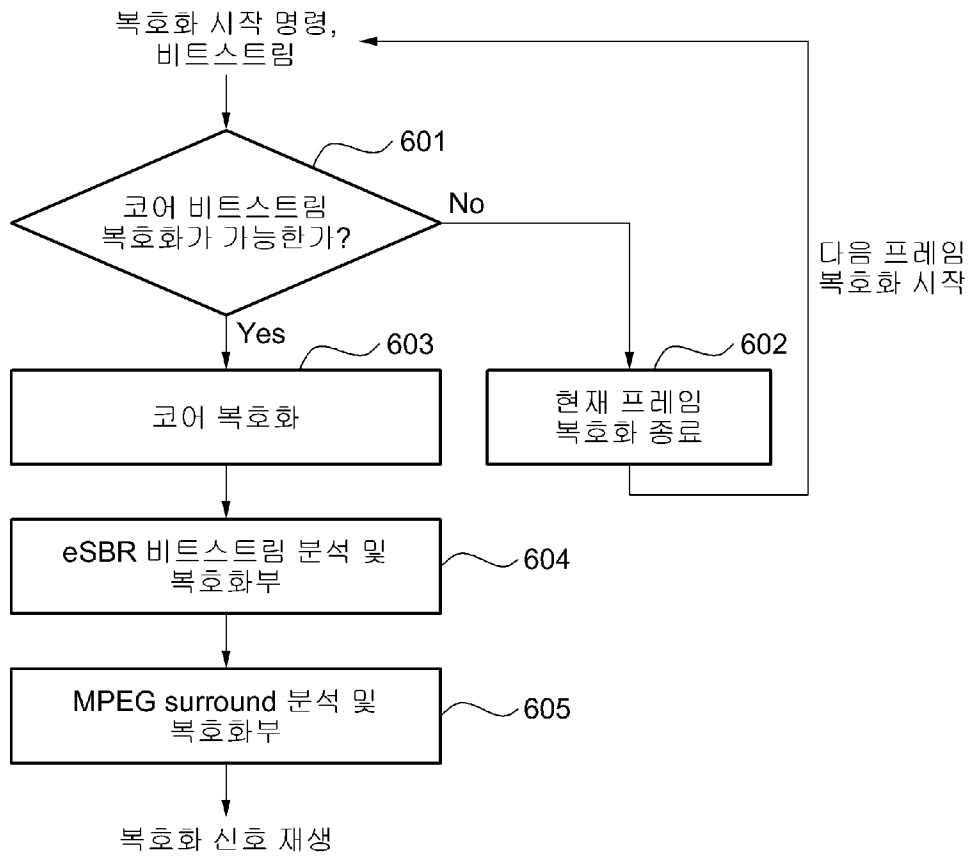 복호화 시작 명령,
비트스트림
601
코어 비트스트림
복호화가 가능한가?
No
다음 프레임
복호화 시작
Yes
603
602
코어 복호화
현재 프레임
복호화 종료
eSBR 비트스트림 분석 및
복호화부
604
MPEG surround 분석 및
복호화부
605
복호화 신호 재생